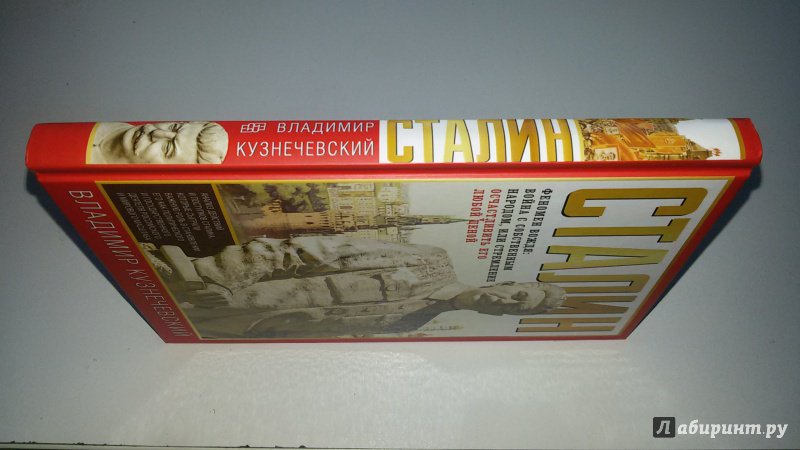 ВЛАДИМИР
КУЗНЕЧЕВСКИЙ
СТАЛИН
СТАЛИН
ФЕНОМЕН ВОЖДЯ:
ВОЙНА С СОБСТВЕННЫМ
НАРОДОМ, ИЛИ СТРЕМЛЕНИЕ
ОСЧАСТЛИВИТЬ ЕГО
ЛЮБОЙ ЦЕНОЙ
ВЛАДИМИР КУЗНЕЧЕВСКИЙ
Лабиринт.ру